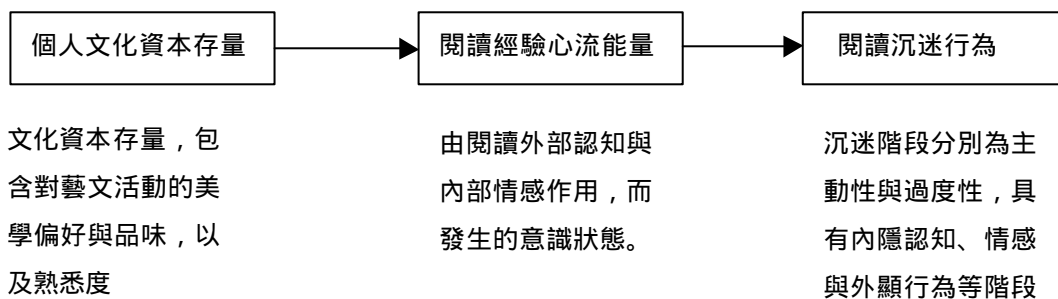 個人文化資本存量
閱讀經驗心流能量
閱讀沉迷行為
文化資本存量，包
含對藝文活動的美
學偏好與品味，以
及熟悉度
由閱讀外部認知與
內部情感作用，而
發生的意識狀態。
沉迷階段分別為主
動性與過度性，具
有內隱認知、情感
與外顯行為等階段